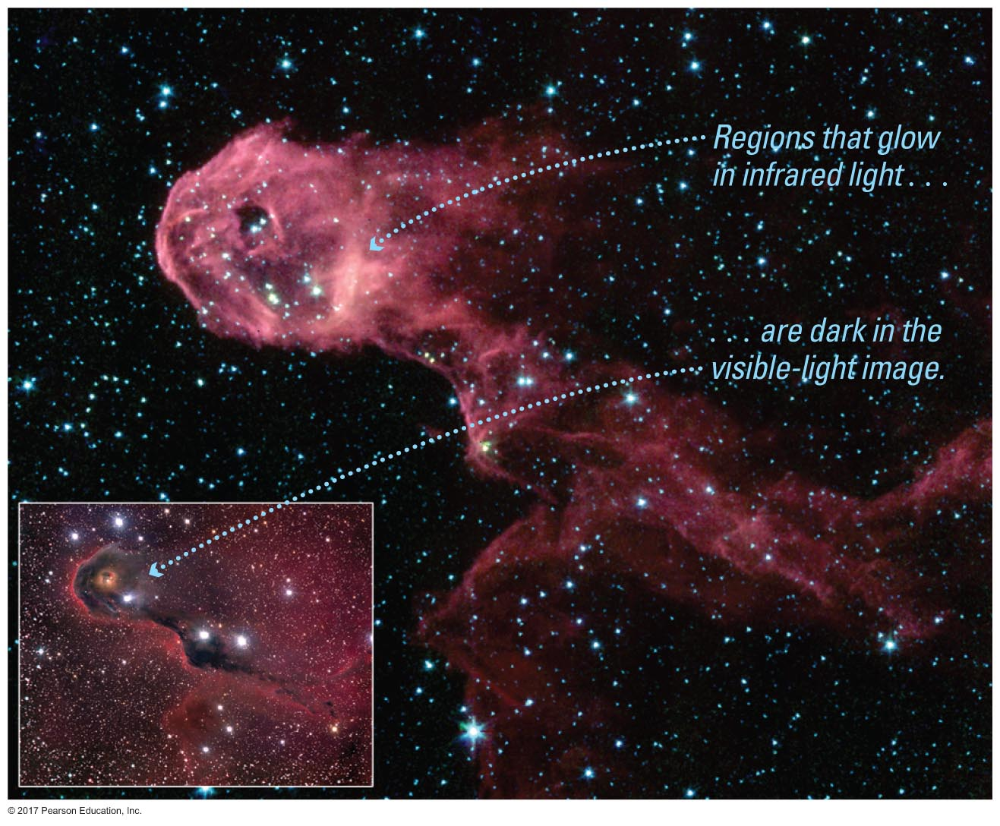 Regions that glow
in infrared light . . .
. . . are dark in the
visible-light image.
© 2017 Pearson Education, Inc.